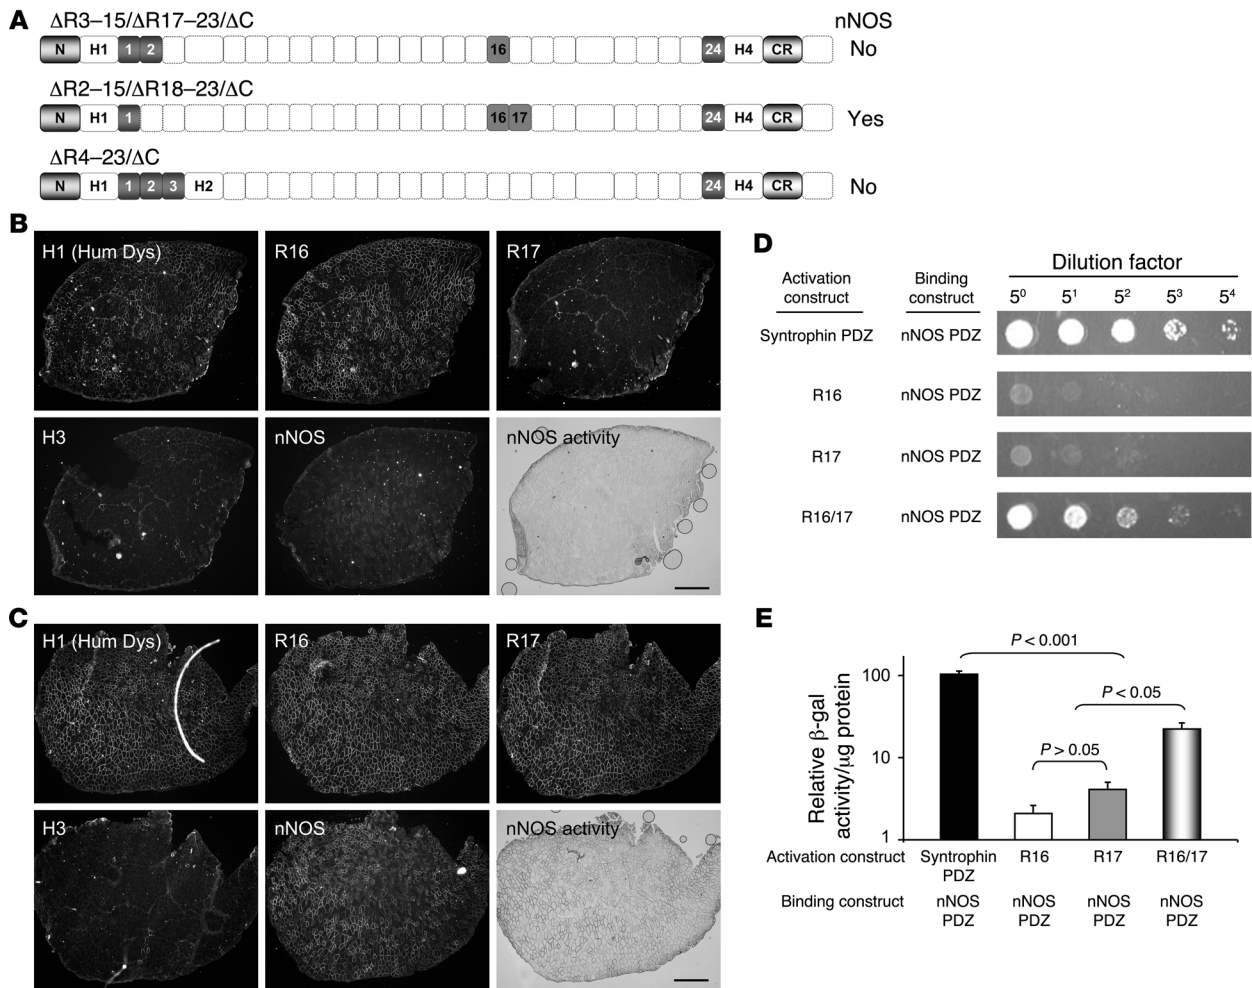 A
ΔR3–15/ΔR17–23/ΔC
nNOS
N H1 1 2 16 24 H4 CR No
ΔR2–15/ΔR18–23/ΔC
N H1 1 16 17 24 H4 CR Yes
ΔR4–23/ΔC
N H1 1 2 3 H2 24 H4 CR No
B
H1 (Hum Dys) R16 R17
H3 nNOS nNOS activity
C
H1 (Hum Dys) R16 R17
H3 nNOS nNOS activity
D
Dilution factor
Activation construct
Binding construct
5⁰ 5¹ 5² 5³ 5⁴
Syntrophin PDZ nNOS PDZ
R16 nNOS PDZ
R17 nNOS PDZ
R16/17 nNOS PDZ
E
P < 0.001
P < 0.05
P > 0.05
Relative β-gal
activity/μg protein
100
10
1
Activation construct Syntrophin PDZ R16 R17 R16/17
Binding construct nNOS PDZ nNOS PDZ nNOS PDZ nNOS PDZ